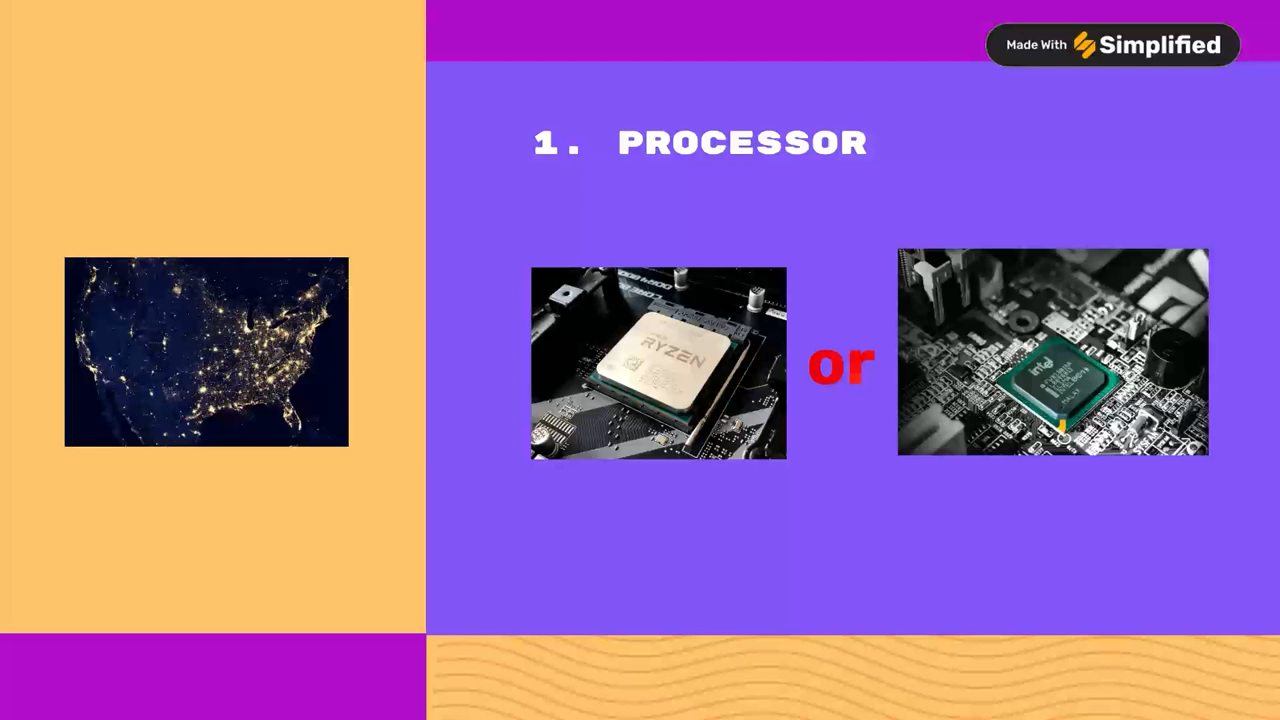 Made With Simplified
1. PROCESSOR
RYZEN
or
intel